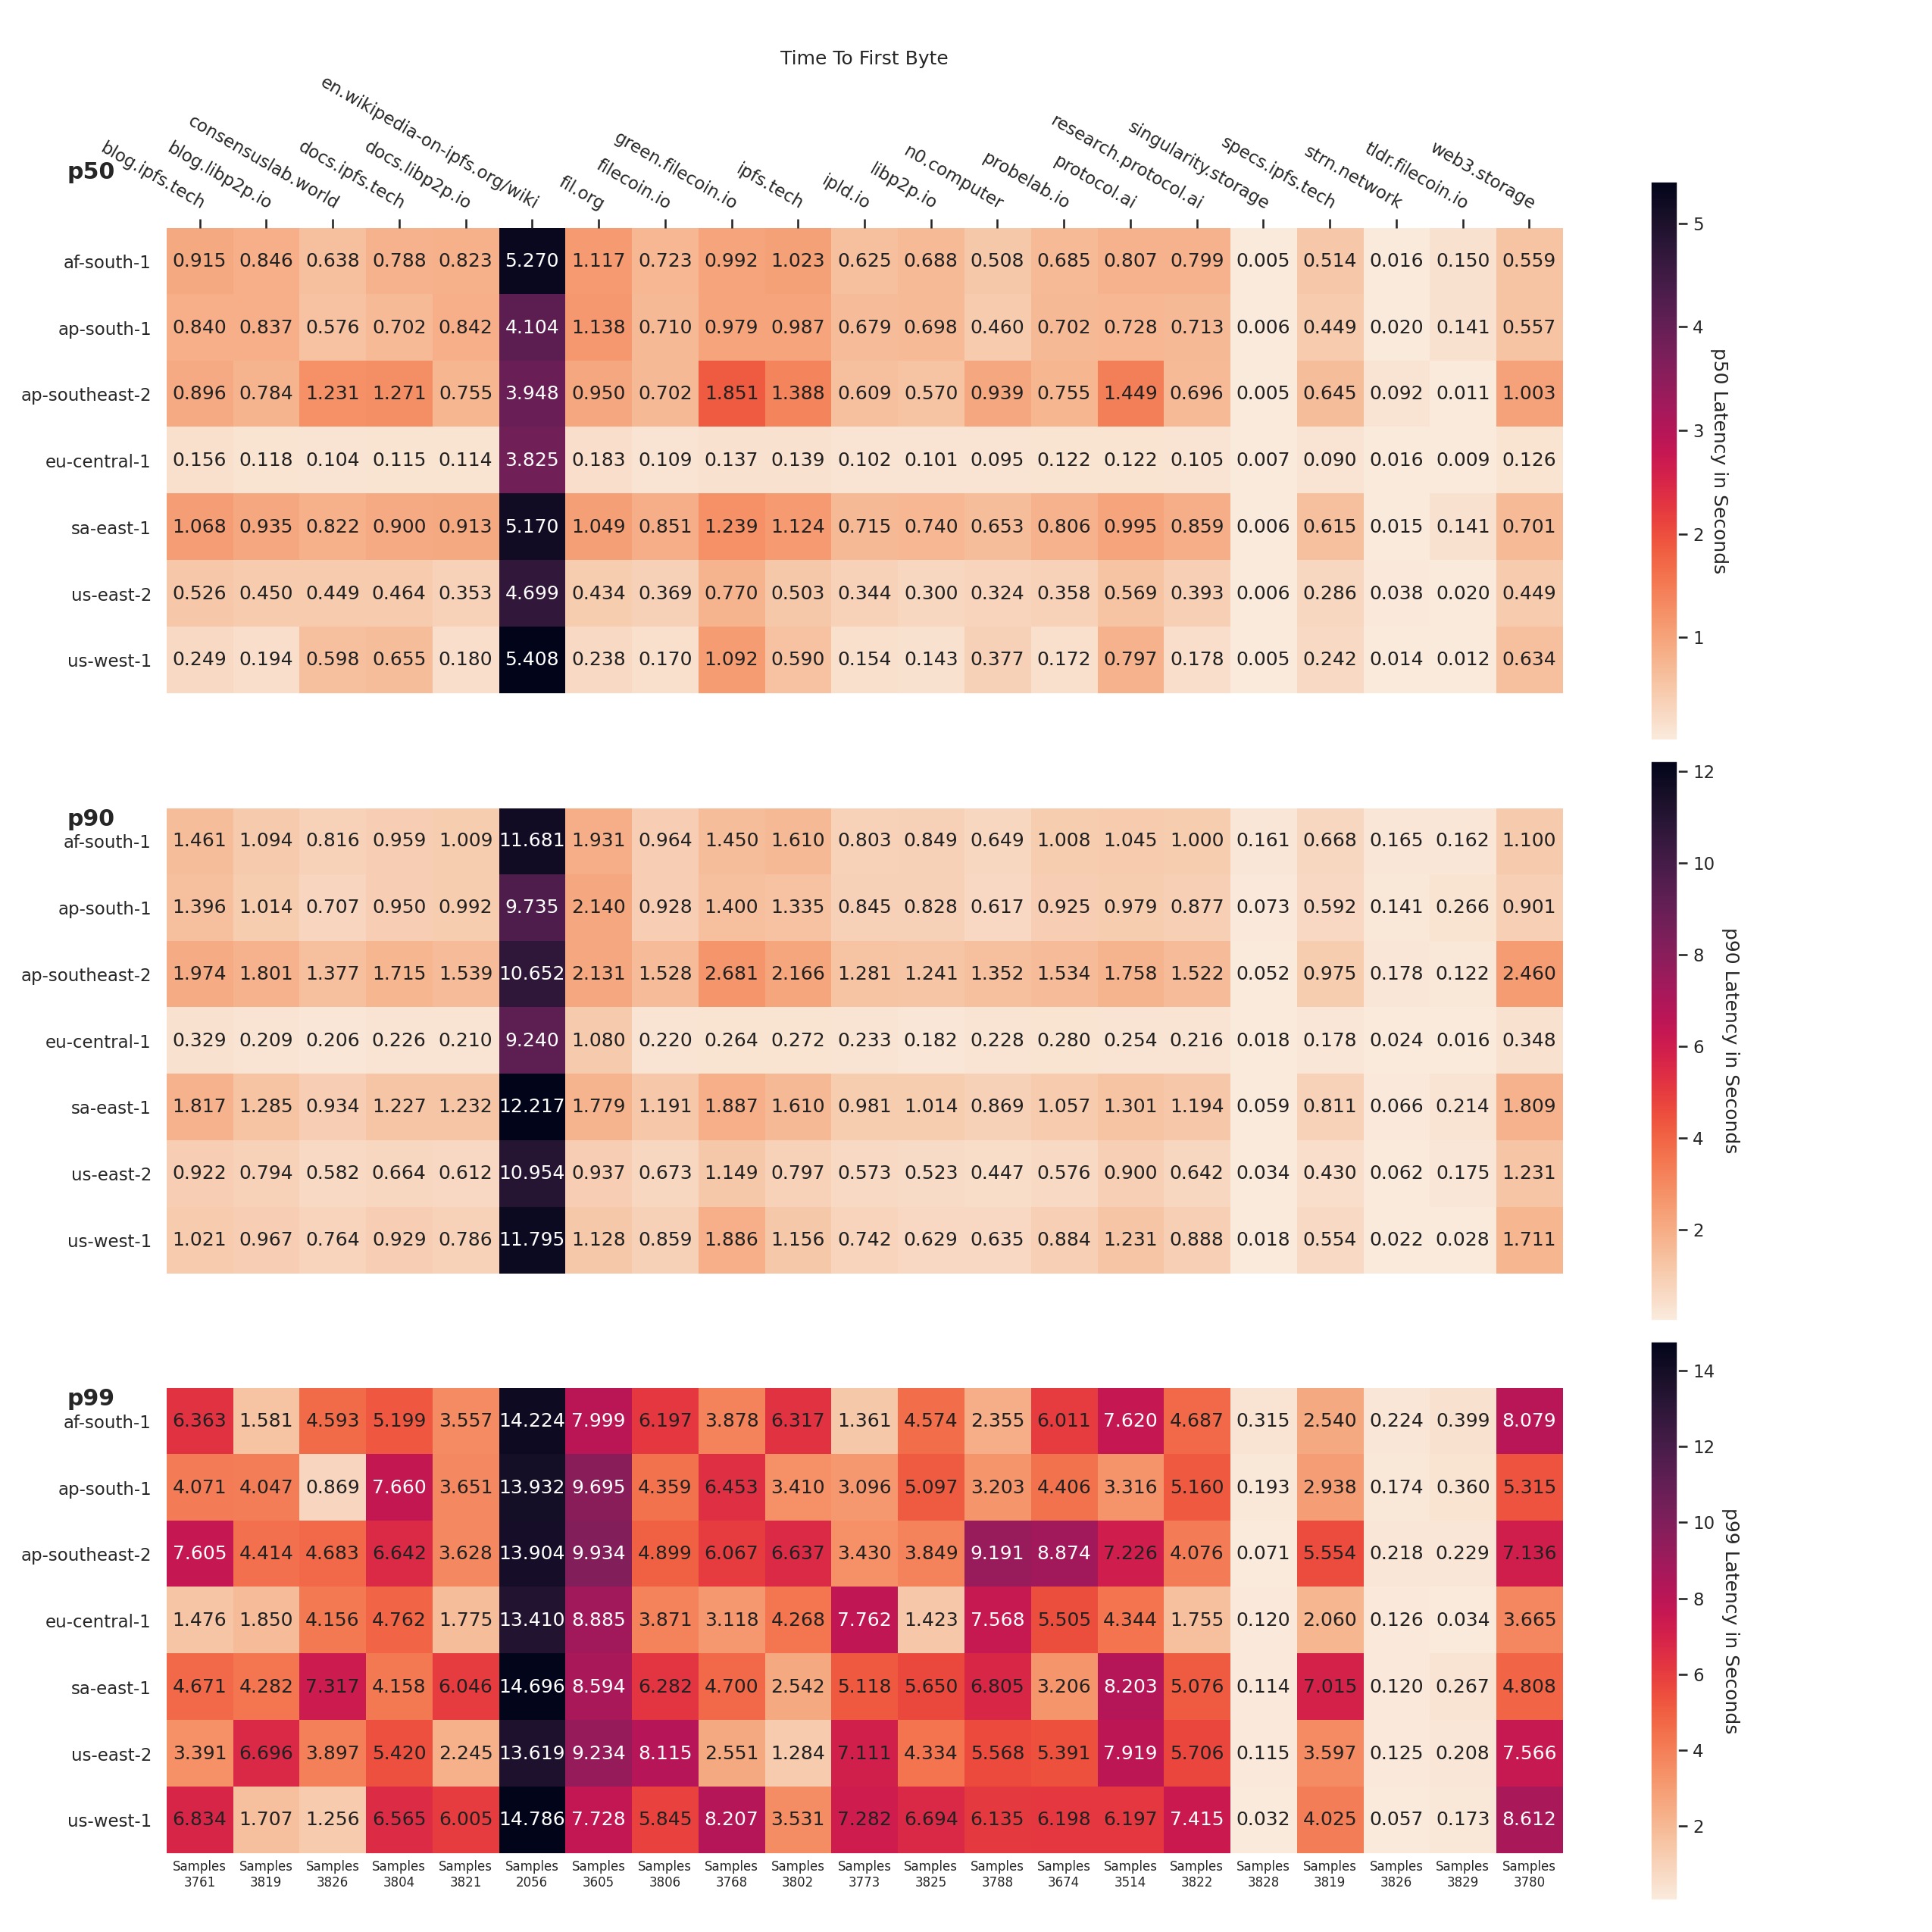 Time To First Byte
p50
blog.ipfs.tech
blog.libp2p.io
consensuslab.world
docs.ipfs.tech
docs.libp2p.io
en.wikipedia-on-ipfs.org/wiki
fil.org
filecoin.io
green.filecoin.io
ipfs.tech
ipld.io
libp2p.io
n0.computer
probelab.io
protocol.ai
research.protocol.ai
singularity.storage
specs.ipfs.tech
strn.network
tldr.filecoin.io
web3.storage
af-south-1 0.915 0.846 0.638 0.788 0.823 5.270 1.117 0.723 0.992 1.023 0.625 0.688 0.508 0.685 0.807 0.799 0.005 0.514 0.016 0.150 0.559
ap-south-1 0.840 0.837 0.576 0.702 0.842 4.104 1.138 0.710 0.979 0.987 0.679 0.698 0.460 0.702 0.728 0.713 0.006 0.449 0.020 0.141 0.557
ap-southeast-2 0.896 0.784 1.231 1.271 0.755 3.948 0.950 0.702 1.851 1.388 0.609 0.570 0.939 0.755 1.449 0.696 0.005 0.645 0.092 0.011 1.003
eu-central-1 0.156 0.118 0.104 0.115 0.114 3.825 0.183 0.109 0.137 0.139 0.102 0.101 0.095 0.122 0.122 0.105 0.007 0.090 0.016 0.009 0.126
sa-east-1 1.068 0.935 0.822 0.900 0.913 5.170 1.049 0.851 1.239 1.124 0.715 0.740 0.653 0.806 0.995 0.859 0.006 0.615 0.015 0.141 0.701
us-east-2 0.526 0.450 0.449 0.464 0.353 4.699 0.434 0.369 0.770 0.503 0.344 0.300 0.324 0.358 0.569 0.393 0.006 0.286 0.038 0.020 0.449
us-west-1 0.249 0.194 0.598 0.655 0.180 5.408 0.238 0.170 1.092 0.590 0.154 0.143 0.377 0.172 0.797 0.178 0.005 0.242 0.014 0.012 0.634
5
4
3
2
1
p50 Latency in Seconds
p90
af-south-1 1.461 1.094 0.816 0.959 1.009 11.681 1.931 0.964 1.450 1.610 0.803 0.849 0.649 1.008 1.045 1.000 0.161 0.668 0.165 0.162 1.100
ap-south-1 1.396 1.014 0.707 0.950 0.992 9.735 2.140 0.928 1.400 1.335 0.845 0.828 0.617 0.925 0.979 0.877 0.073 0.592 0.141 0.266 0.901
ap-southeast-2 1.974 1.801 1.377 1.715 1.539 10.652 2.131 1.528 2.681 2.166 1.281 1.241 1.352 1.534 1.758 1.522 0.052 0.975 0.178 0.122 2.460
eu-central-1 0.329 0.209 0.206 0.226 0.210 9.240 1.080 0.220 0.264 0.272 0.233 0.182 0.228 0.280 0.254 0.216 0.018 0.178 0.024 0.016 0.348
sa-east-1 1.817 1.285 0.934 1.227 1.232 12.217 1.779 1.191 1.887 1.610 0.981 1.014 0.869 1.057 1.301 1.194 0.059 0.811 0.066 0.214 1.809
us-east-2 0.922 0.794 0.582 0.664 0.612 10.954 0.937 0.673 1.149 0.797 0.573 0.523 0.447 0.576 0.900 0.642 0.034 0.430 0.062 0.175 1.231
us-west-1 1.021 0.967 0.764 0.929 0.786 11.795 1.128 0.859 1.886 1.156 0.742 0.629 0.635 0.884 1.231 0.888 0.018 0.554 0.022 0.028 1.711
12
10
8
6
4
2
p90 Latency in Seconds
p99
af-south-1 6.363 1.581 4.593 5.199 3.557 14.224 7.999 6.197 3.878 6.317 1.361 4.574 2.355 6.011 7.620 4.687 0.315 2.540 0.224 0.399 8.079
ap-south-1 4.071 4.047 0.869 7.660 3.651 13.932 9.695 4.359 6.453 3.410 3.096 5.097 3.203 4.406 3.316 5.160 0.193 2.938 0.174 0.360 5.315
ap-southeast-2 7.605 4.414 4.683 6.642 3.628 13.904 9.934 4.899 6.067 6.637 3.430 3.849 9.191 8.874 7.226 4.076 0.071 5.554 0.218 0.229 7.136
eu-central-1 1.476 1.850 4.156 4.762 1.775 13.410 8.885 3.871 3.118 4.268 7.762 1.423 7.568 5.505 4.344 1.755 0.120 2.060 0.126 0.034 3.665
sa-east-1 4.671 4.282 7.317 4.158 6.046 14.696 8.594 6.282 4.700 2.542 5.118 5.650 6.805 3.206 8.203 5.076 0.114 7.015 0.120 0.267 4.808
us-east-2 3.391 6.696 3.897 5.420 2.245 13.619 9.234 8.115 2.551 1.284 7.111 4.334 5.568 5.391 7.919 5.706 0.115 3.597 0.125 0.208 7.566
us-west-1 6.834 1.707 1.256 6.565 6.005 14.786 7.728 5.845 8.207 3.531 7.282 6.694 6.135 6.198 6.197 7.415 0.032 4.025 0.057 0.173 8.612
Samples Samples Samples Samples Samples Samples Samples Samples Samples Samples Samples Samples Samples Samples Samples Samples Samples Samples Samples Samples Samples
3761 3819 3826 3804 3821 2056 3605 3806 3768 3802 3773 3825 3788 3674 3514 3822 3828 3819 3826 3829 3780
14
12
10
8
6
4
2
p99 Latency in Seconds